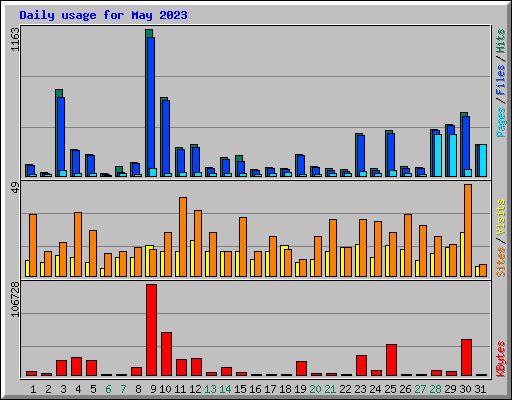 Daily usage for May 2023
1163
Pages / Files / Hits
49
Sites / Visits
106728
KBytes
1 2 3 4 5 6 7 8 9 10 11 12 13 14 15 16 17 18 19 20 21 22 23 24 25 26 27 28 29 30 31